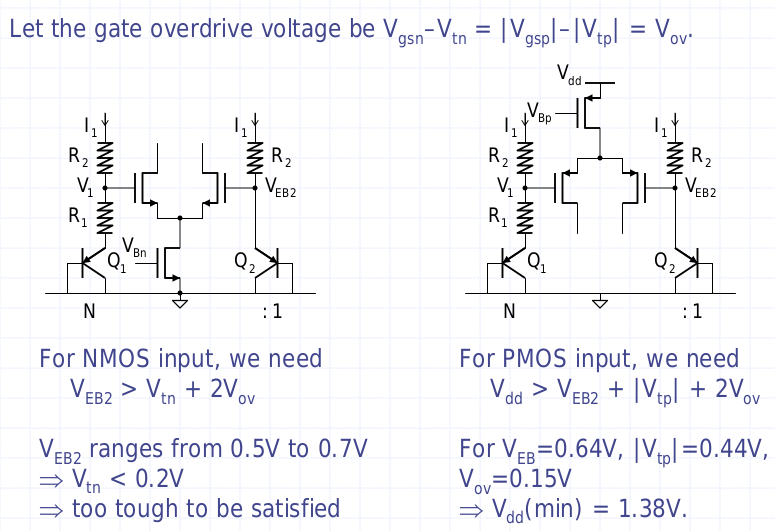 Let the gate overdrive voltage be Vgsn–Vtn = |Vgsp|–|Vtp| = Vov.
I1
R2
V1
R1
VBn
Q1
N
I1
R2
VEB2
Q2
: 1
Vdd
VBp
I1
R2
V1
R1
Q1
N
I1
R2
VEB2
Q2
: 1
For NMOS input, we need
VEB2 > Vtn + 2Vov
VEB2 ranges from 0.5V to 0.7V
⇒ Vtn < 0.2V
⇒ too tough to be satisfied
For PMOS input, we need
Vdd > VEB2 + |Vtp| + 2Vov
For VEB=0.64V, |Vtp|=0.44V,
Vov=0.15V
⇒ Vdd(min) = 1.38V.